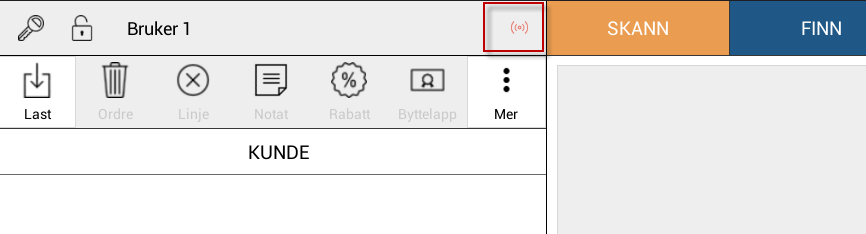 Bruker 1
SKANN
FINN
Last
Ordre
Linje
Notat
%
Rabatt
Byttelapp
Mer
KUNDE